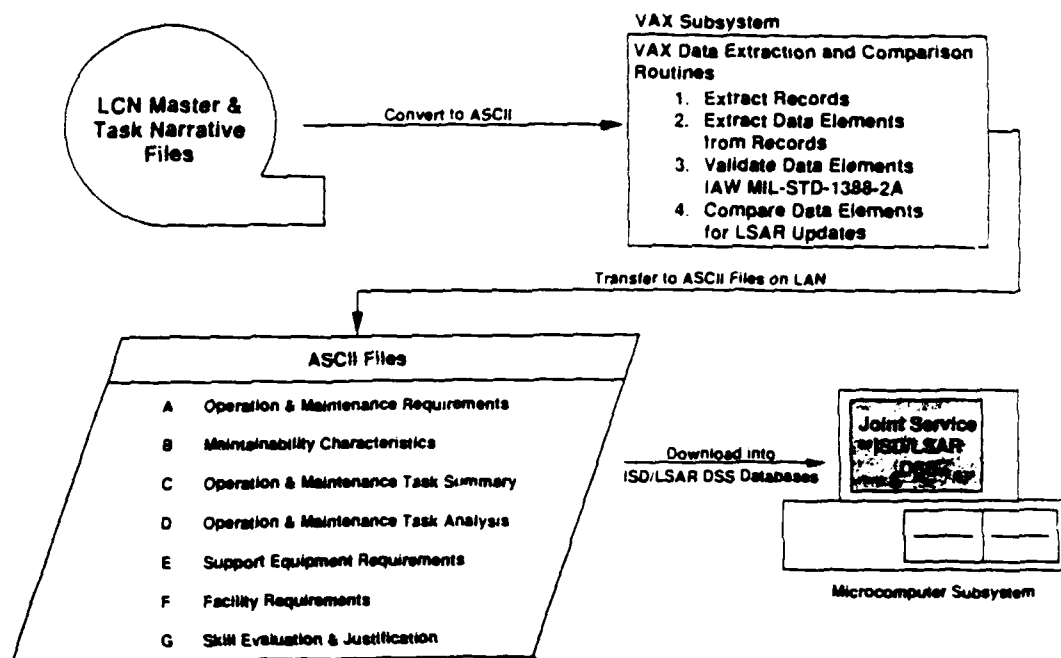 VAX Subsystem
LCN Master &
Task Narrative
Files
Convert to ASCII
VAX Data Extraction and Comparison
Routines
1. Extract Records
2. Extract Data Elements
from Records
3. Validate Data Elements
IAW MIL-STD-1388-2A
4. Compare Data Elements
for LSAR Updates
Transfer to ASCII Files on LAN
ASCII Files
A Operation & Maintenance Requirements
B Maintainability Characteristics
C Operation & Maintenance Task Summary
D Operation & Maintenance Task Analysis
E Support Equipment Requirements
F Facility Requirements
G Skill Evaluation & Justification
Download into
ISD/LSAR DSS Databases
Joint Service
ISD/LSAR
DSS
Microcomputer Subsystem